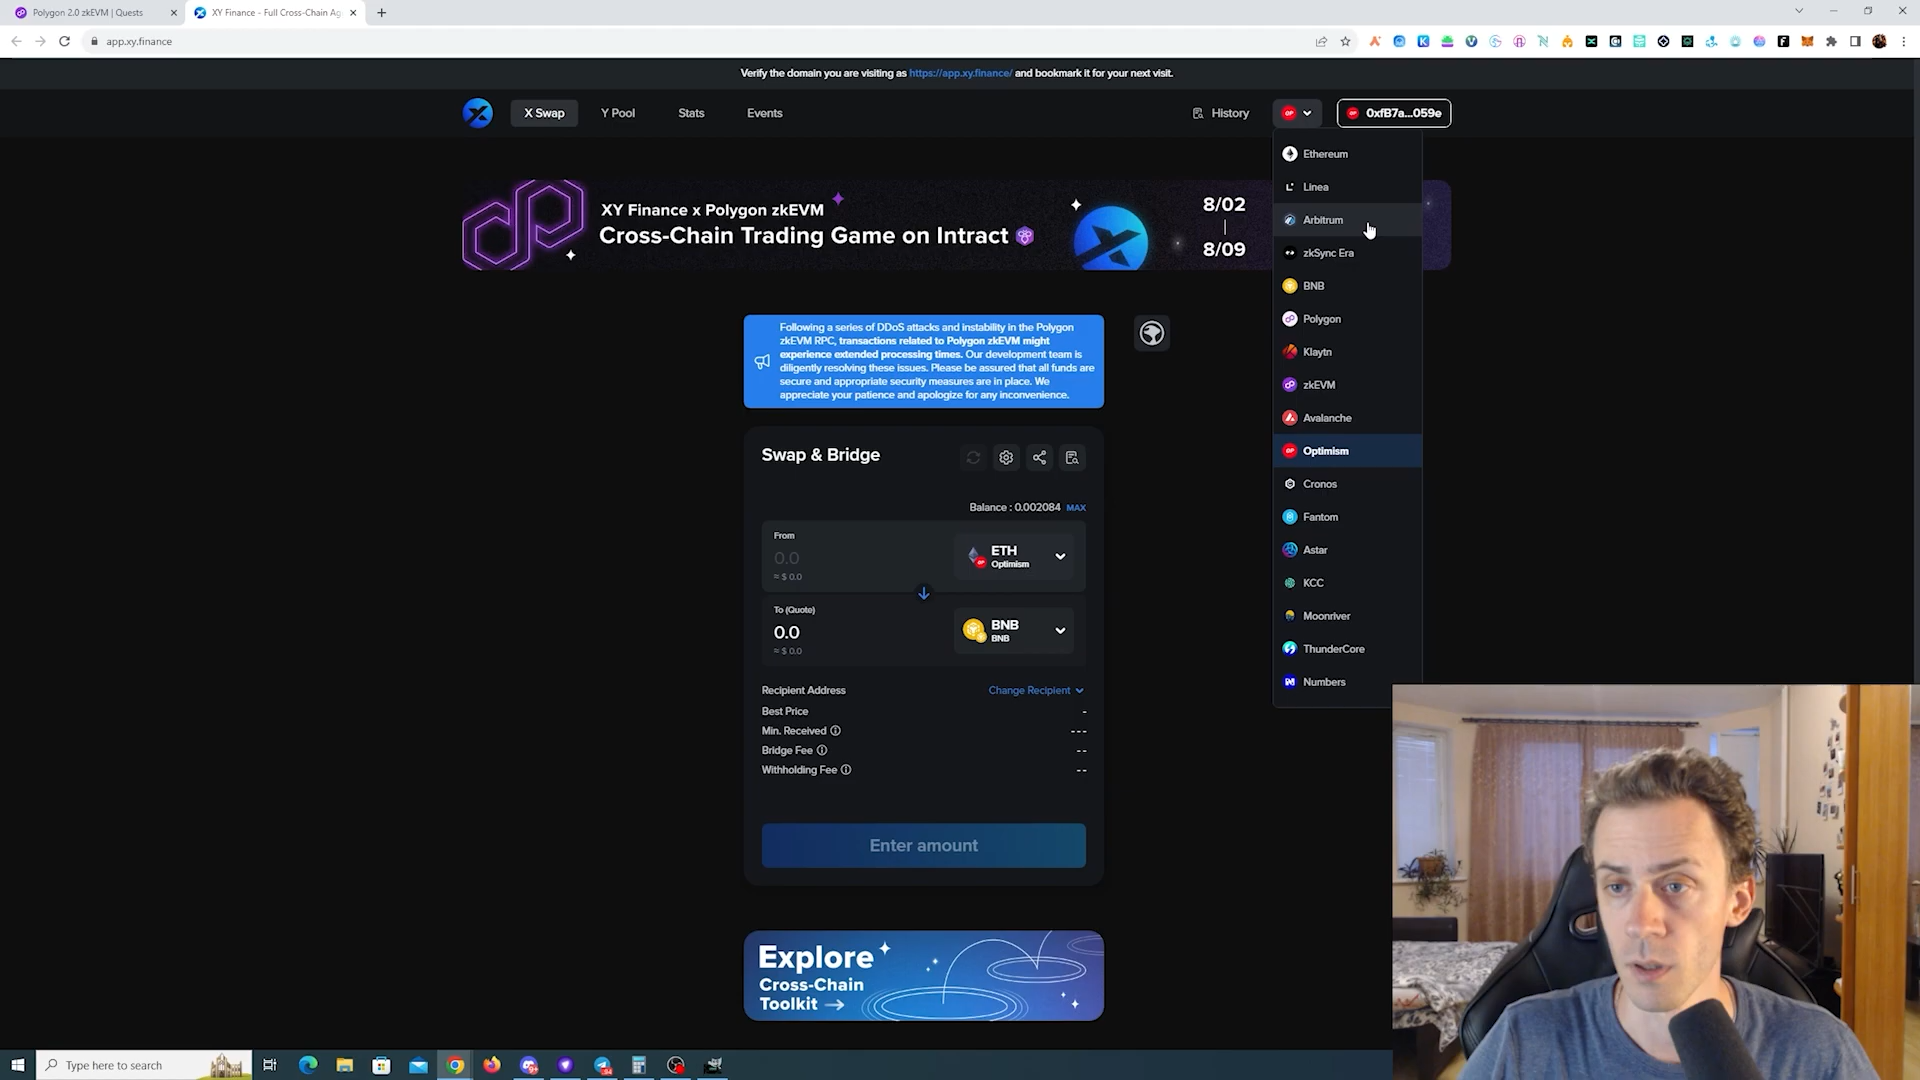 Polygon 2.0 zkEVM | Quests
XY Finance - Full Cross-Chain Ag
app.xy.finance
Verify the domain you are visiting as https://app.xy.finance/ and bookmark it for your next visit.
X Swap
Y Pool
Stats
Events
History
0xfB7a...059e
XY Finance x Polygon zkEVM
Cross-Chain Trading Game on Intract
8/02
8/09
Ethereum
Linea
Arbitrum
zkSync Era
BNB
Polygon
Klaytn
zkEVM
Avalanche
Optimism
Cronos
Fantom
Astar
KCC
Moonriver
ThunderCore
Numbers
Following a series of DDoS attacks and instability in the Polygon
zkEVM RPC, transactions related to Polygon zkEVM might
experience extended processing times. Our development team is
diligently resolving these issues. Please be assured that all funds are
secure and appropriate security measures are in place. We
appreciate your patience and apologize for any inconvenience.
Swap & Bridge
Balance : 0.002084 MAX
From
0.0
≈ $ 0.0
ETH
Optimism
To (Quote)
0.0
≈ $ 0.0
BNB
BNB
Recipient Address
Change Recipient
Best Price -
Min. Received ---
Bridge Fee --
Withholding Fee --
Enter amount
Explore
Cross-Chain
Toolkit →
Type here to search